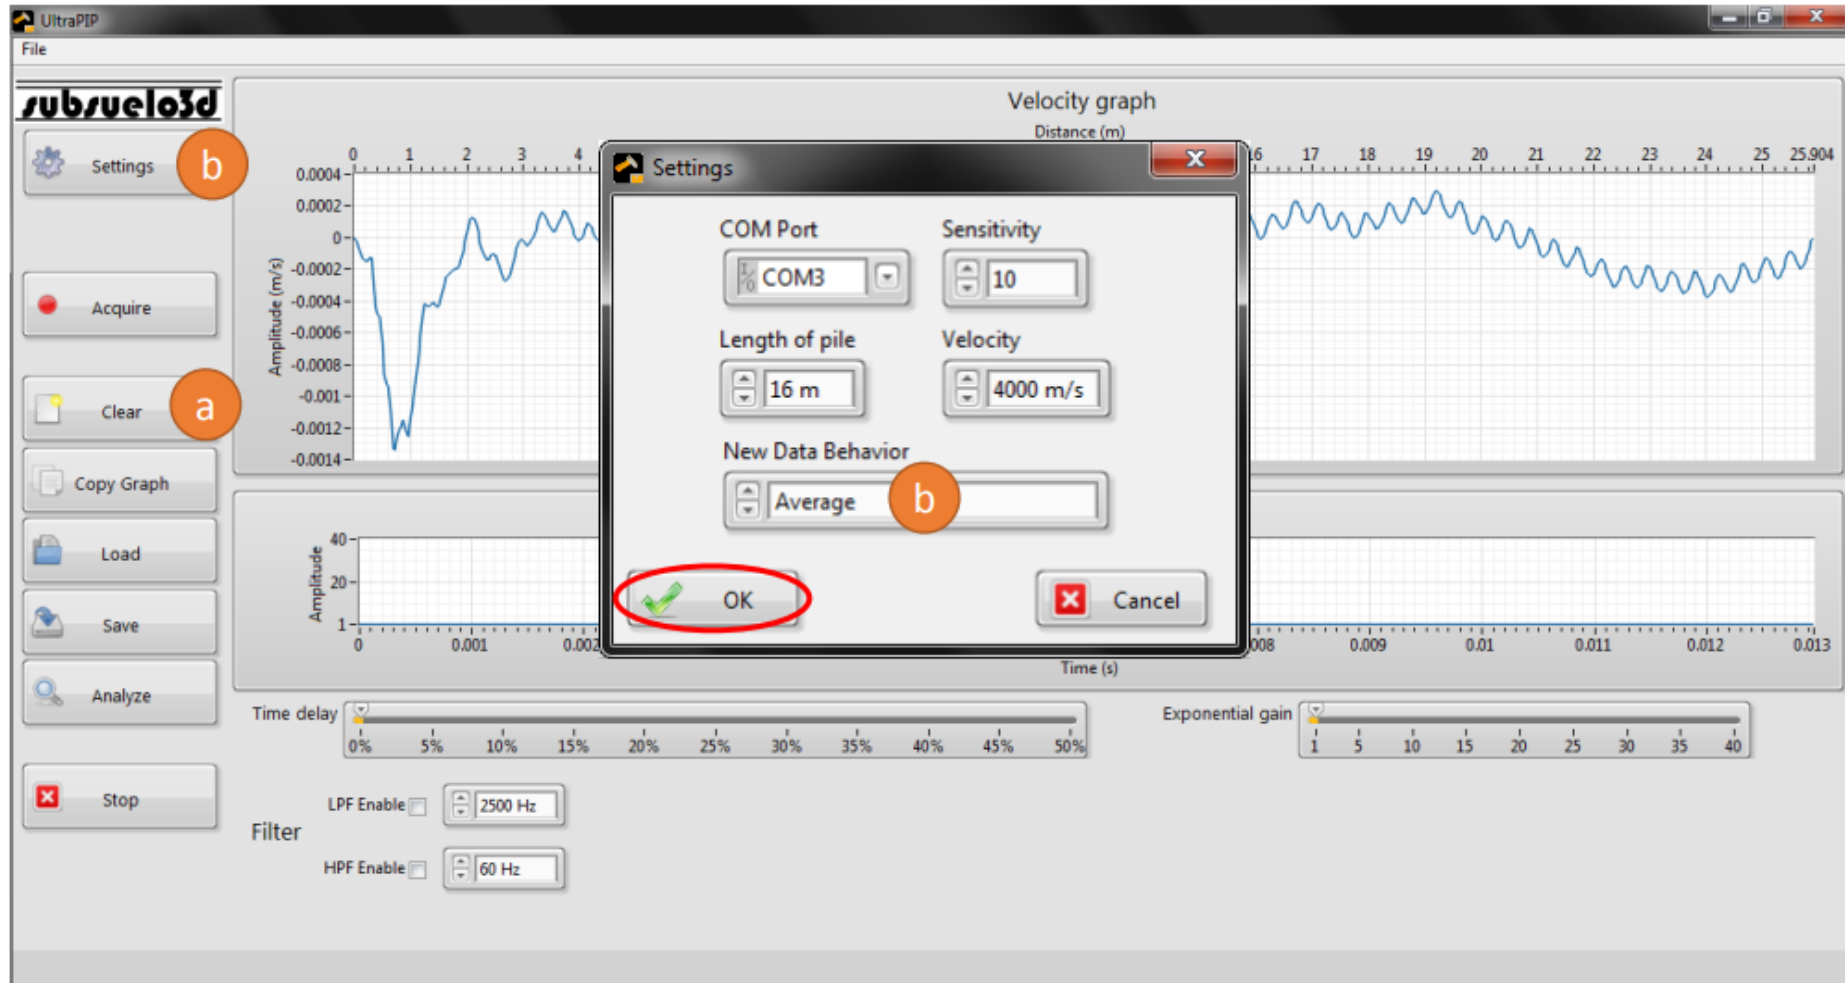 UltraPIP
File
subsuelo3d
Settings
b
Acquire
Clear
a
Copy Graph
Load
Save
Analyze
Stop
Velocity graph
Distance (m)
0 1 2 3 4 16 17 18 19 20 21 22 23 24 25 25.904
Amplitude (m/s)
0.0004
0.0002
0
-0.0002
-0.0004
-0.0006
-0.0008
-0.001
-0.0012
-0.0014
Settings
COM Port
Sensitivity
COM3
10
Length of pile
Velocity
16 m
4000 m/s
New Data Behavior
Average
b
OK
Cancel
Amplitude
40
20
1
0 0.001 0.002 008 0.009 0.01 0.011 0.012 0.013
Time (s)
Time delay
0% 5% 10% 15% 20% 25% 30% 35% 40% 45% 50%
Exponential gain
1 5 10 15 20 25 30 35 40
Filter
LPF Enable
2500 Hz
HPF Enable
60 Hz